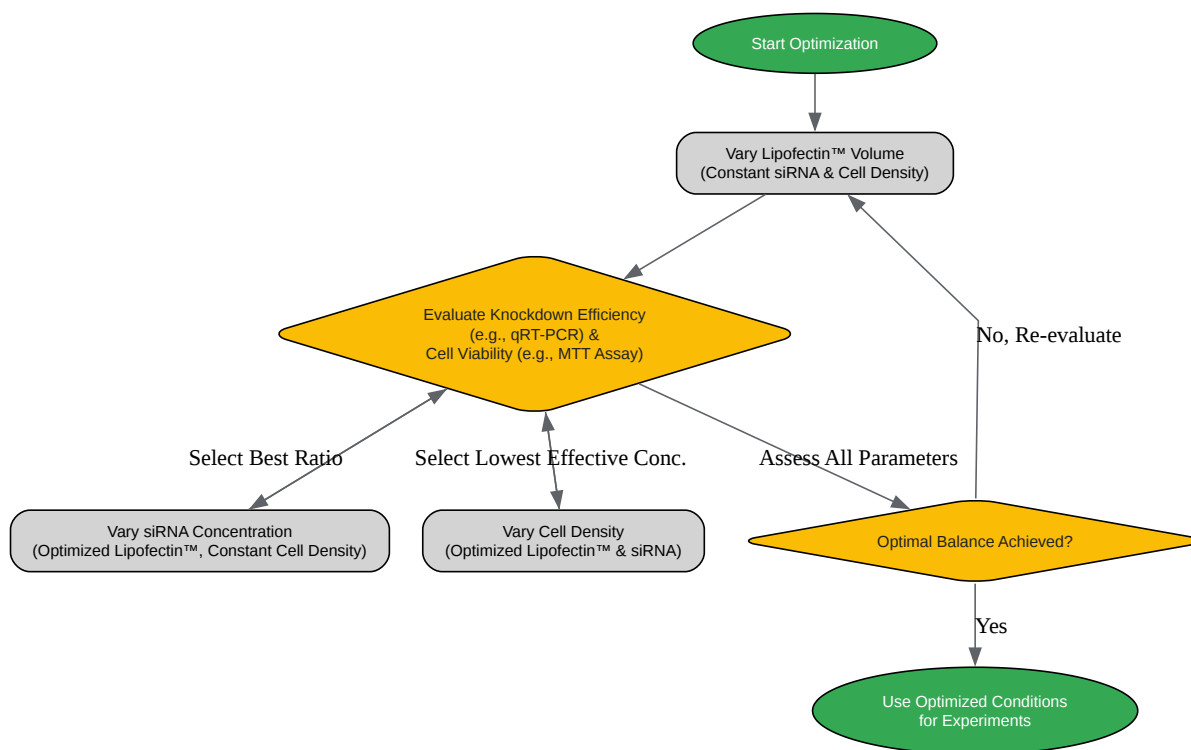 Start Optimization
Vary Lipofectin™ Volume
(Constant siRNA & Cell Density)
Evaluate Knockdown Efficiency
(e.g., qRT-PCR) &
Cell Viability (e.g., MTT Assay)
No, Re-evaluate
Select Best Ratio
Select Lowest Effective Conc.
Assess All Parameters
Vary siRNA Concentration
(Optimized Lipofectin™, Constant Cell Density)
Vary Cell Density
(Optimized Lipofectin™ & siRNA)
Optimal Balance Achieved?
Yes
Use Optimized Conditions
for Experiments